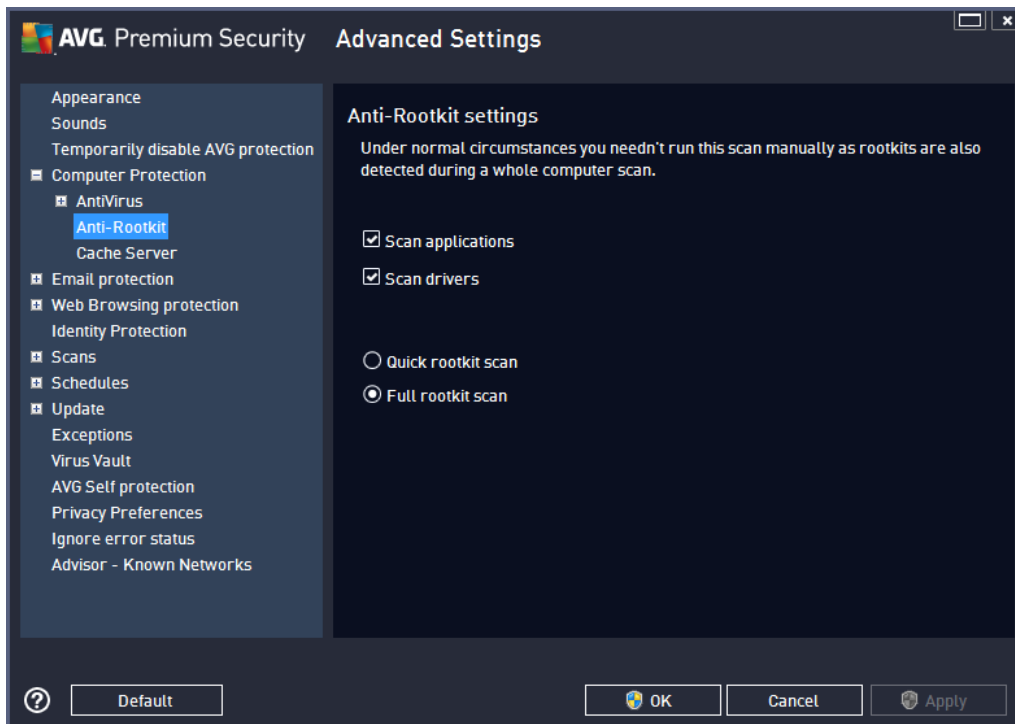 AVG. Premium Security
Advanced Settings
Appearance
Sounds
Temporarily disable AVG protection
Computer Protection
AntiVirus
Anti-Rootkit
Cache Server
Email protection
Web Browsing protection
Identity Protection
Scans
Schedules
Update
Exceptions
Virus Vault
AVG Self protection
Privacy Preferences
Ignore error status
Advisor - Known Networks
Anti-Rootkit settings
Under normal circumstances you needn't run this scan manually as rootkits are also
detected during a whole computer scan.
Scan applications
Scan drivers
Quick rootkit scan
Full rootkit scan
?
Default
OK
Cancel
Apply